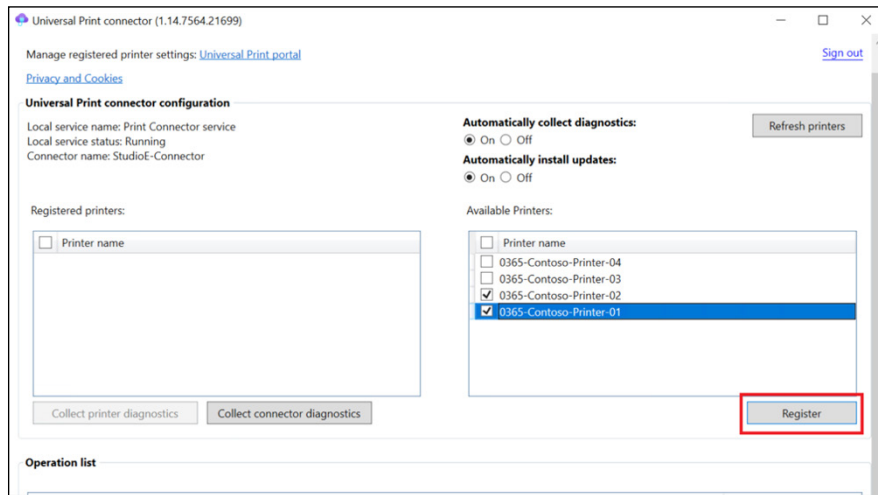 Universal Print connector (1.14.7564.21699)
Manage registered printer settings: Universal Print portal
Sign out
Privacy and Cookies
Universal Print connector configuration
Local service name: Print Connector service
Local service status: Running
Connector name: StudioE-Connector
Automatically collect diagnostics:
On Off
Automatically install updates:
On Off
Refresh printers
Registered printers:
Printer name
Available Printers:
Printer name
0365-Contoso-Printer-04
0365-Contoso-Printer-03
0365-Contoso-Printer-02
0365-Contoso-Printer-01
Collect printer diagnostics
Collect connector diagnostics
Register
Operation list